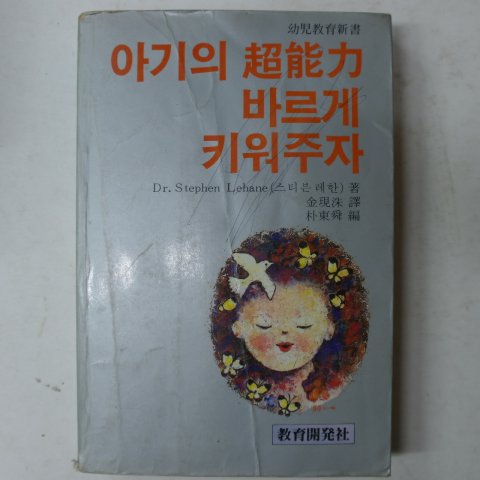 幼児教育新書
아기의 超能力
바르게
키워주자
Dr. Stephen Lehane(스티븐 레한) 著
金現洙 譯
朴東舜 編
教育開発社